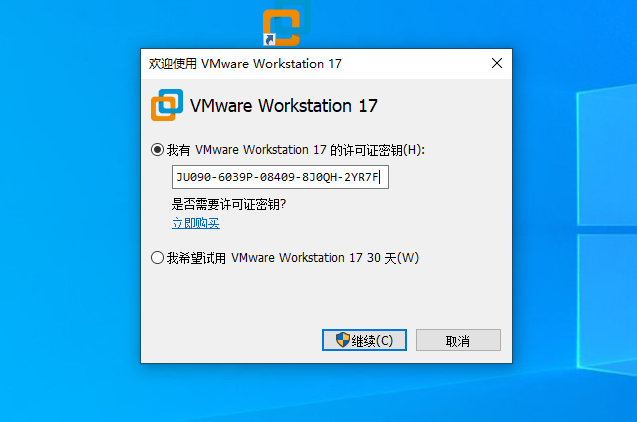 欢迎使用 VMware Workstation 17
VMware Workstation 17
我有 VMware Workstation 17 的许可证密钥(H):
JU090-6039P-08409-8J0QH-2YR7F
是否需要许可证密钥?
立即购买
我希望试用 VMware Workstation 17 30 天(W)
继续(C)
取消